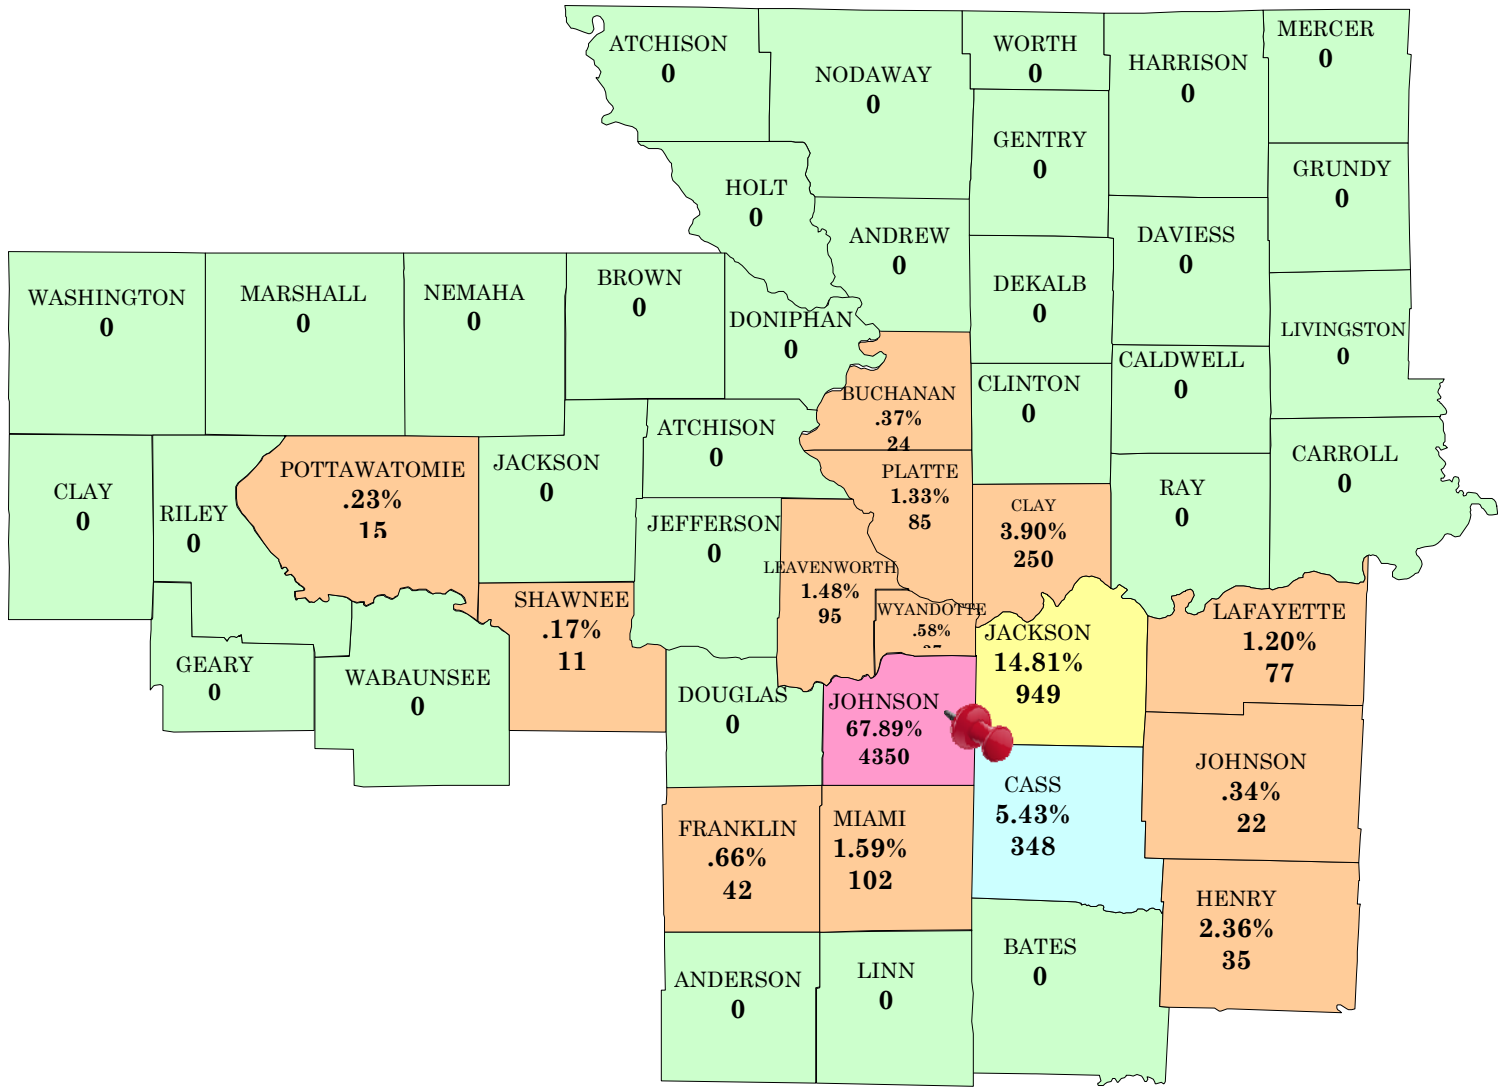 ATCHISON
0
NODAWAY
0
WORTH
0
HARRISON
0
MERCER
0
GENTRY
0
GRUNDY
0
HOLT
0
ANDREW
0
DAVIESS
0
DEKALB
0
WASHINGTON
0
MARSHALL
0
NEMAHA
0
BROWN
0
DONIPHAN
0
LIVINGSTON
0
BUCHANAN
.37%
24
CLINTON
0
CALDWELL
0
ATCHISON
0
CARROLL
0
CLAY
0
RILEY
0
POTTAWATOMIE
.23%
15
JACKSON
0
PLATTE
1.33%
85
CLAY
3.90%
250
RAY
0
JEFFERSON
0
LEAVENWORTH
1.48%
95
WYANDOTTE
.58%
SHAWNEE
.17%
11
JACKSON
14.81%
949
LAFAYETTE
1.20%
77
GEARY
0
WABAUNSEE
0
DOUGLAS
0
JOHNSON
67.89%
4350
CASS
5.43%
348
JOHNSON
.34%
22
FRANKLIN
.66%
42
MIAMI
1.59%
102
HENRY
2.36%
35
ANDERSON
0
LINN
0
BATES
0